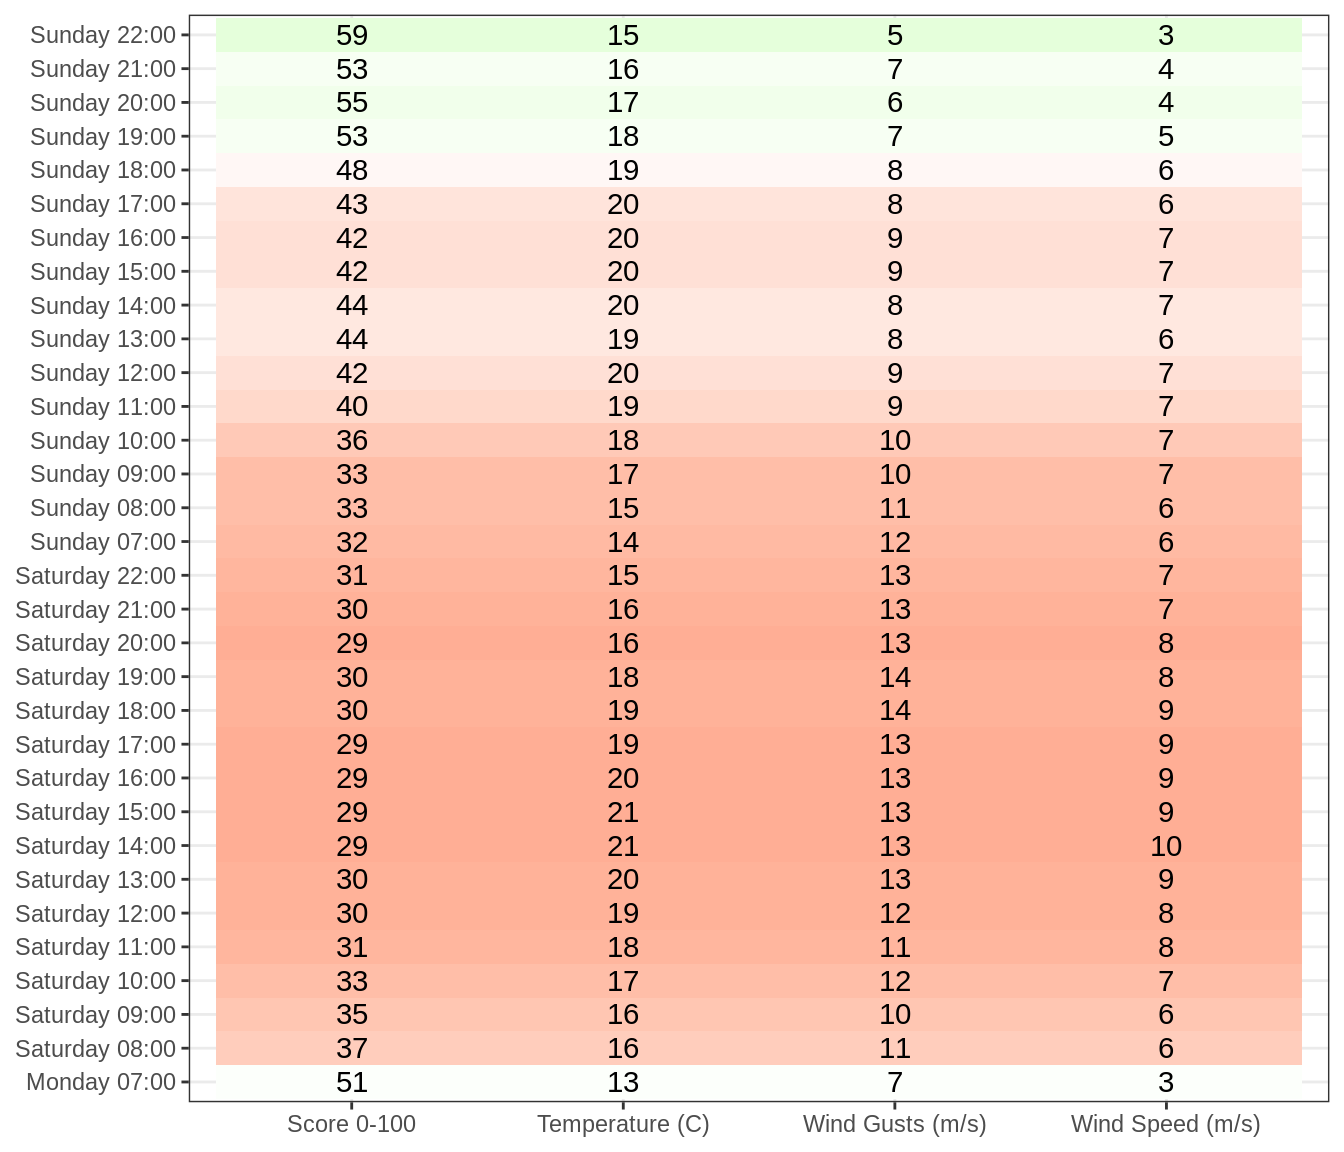 Sunday 22:00 59 15 5 3
Sunday 21:00 53 16 7 4
Sunday 20:00 55 17 6 4
Sunday 19:00 53 18 7 5
Sunday 18:00 48 19 8 6
Sunday 17:00 43 20 8 6
Sunday 16:00 42 20 9 7
Sunday 15:00 42 20 9 7
Sunday 14:00 44 20 8 7
Sunday 13:00 44 19 8 6
Sunday 12:00 42 20 9 7
Sunday 11:00 40 19 9 7
Sunday 10:00 36 18 10 7
Sunday 09:00 33 17 10 7
Sunday 08:00 33 15 11 6
Sunday 07:00 32 14 12 6
Saturday 22:00 31 15 13 7
Saturday 21:00 30 16 13 7
Saturday 20:00 29 16 13 8
Saturday 19:00 30 18 14 8
Saturday 18:00 30 19 14 9
Saturday 17:00 29 19 13 9
Saturday 16:00 29 20 13 9
Saturday 15:00 29 21 13 9
Saturday 14:00 29 21 13 10
Saturday 13:00 30 20 13 9
Saturday 12:00 30 19 12 8
Saturday 11:00 31 18 11 8
Saturday 10:00 33 17 12 7
Saturday 09:00 35 16 10 6
Saturday 08:00 37 16 11 6
Monday 07:00 51 13 7 3
Score 0-100 Temperature (C) Wind Gusts (m/s) Wind Speed (m/s)